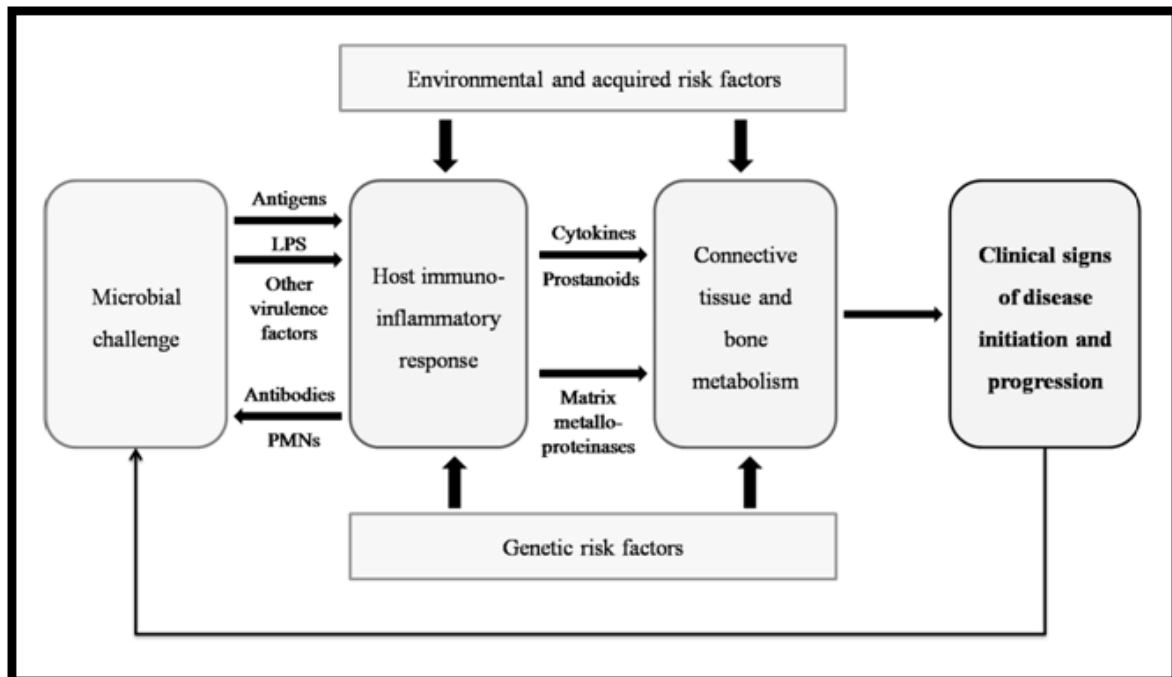 Environmental and acquired risk factors
Microbial
challenge
Antigens
LPS
Other
virulence
factors
Antibodies
PMNs
Host immuno-
inflammatory
response
Cytokines
Prostanoids
Matrix
metallo-
proteinases
Connective
tissue and
bone
metabolism
Clinical signs
of disease
initiation and
progression
Genetic risk factors